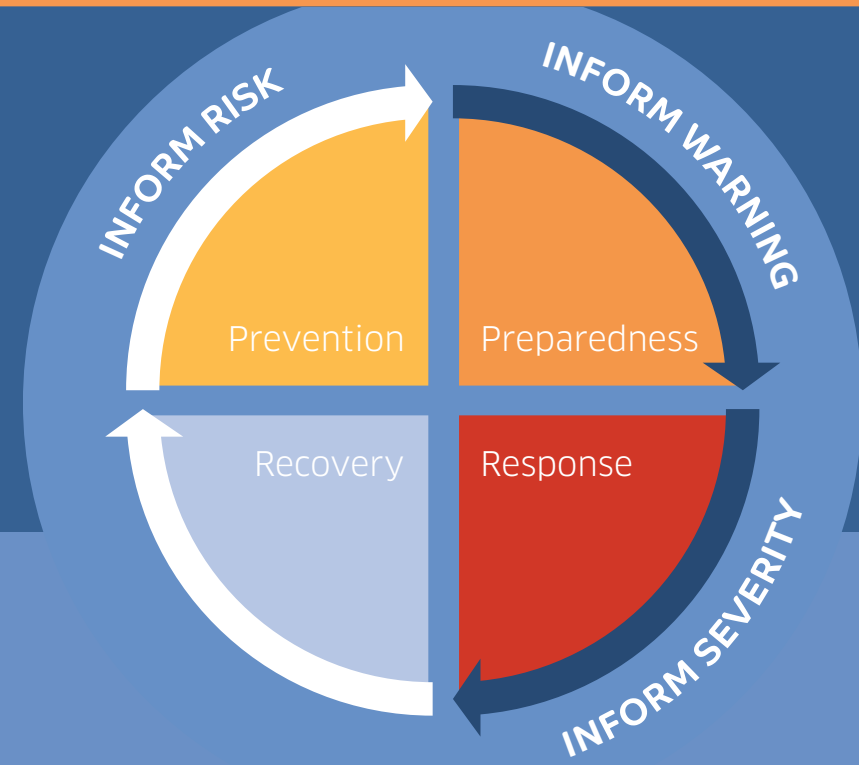 INFORM RISK
INFORM WARNING
Prevention
Preparedness
Recovery
Response
INFORM SEVERITY